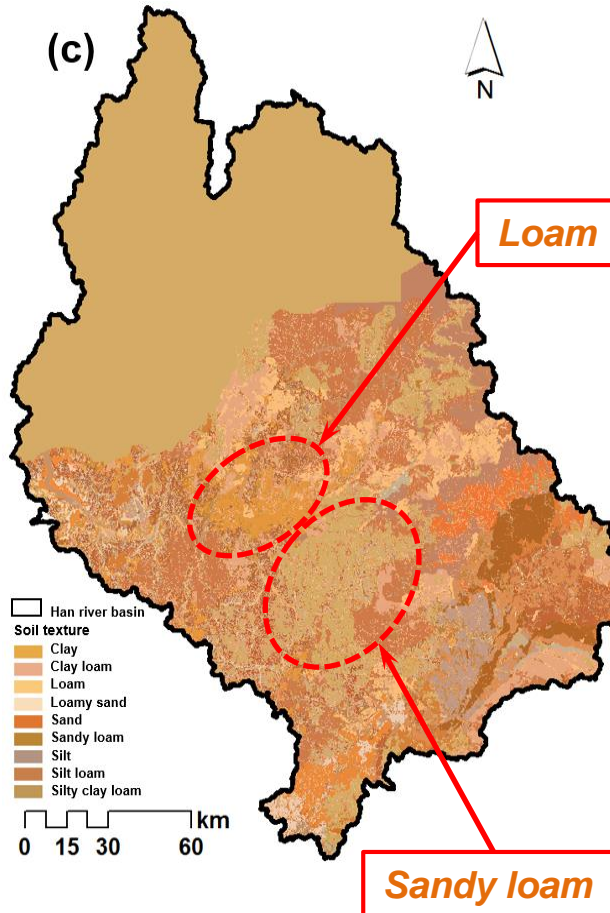 (c)
N
Loam
Han river basin
Soil texture
Clay
Clay loam
Loam
Loamy sand
Sand
Sandy loam
Silt
Silt loam
Silty clay loam
km
0 15 30 60
Sandy loam